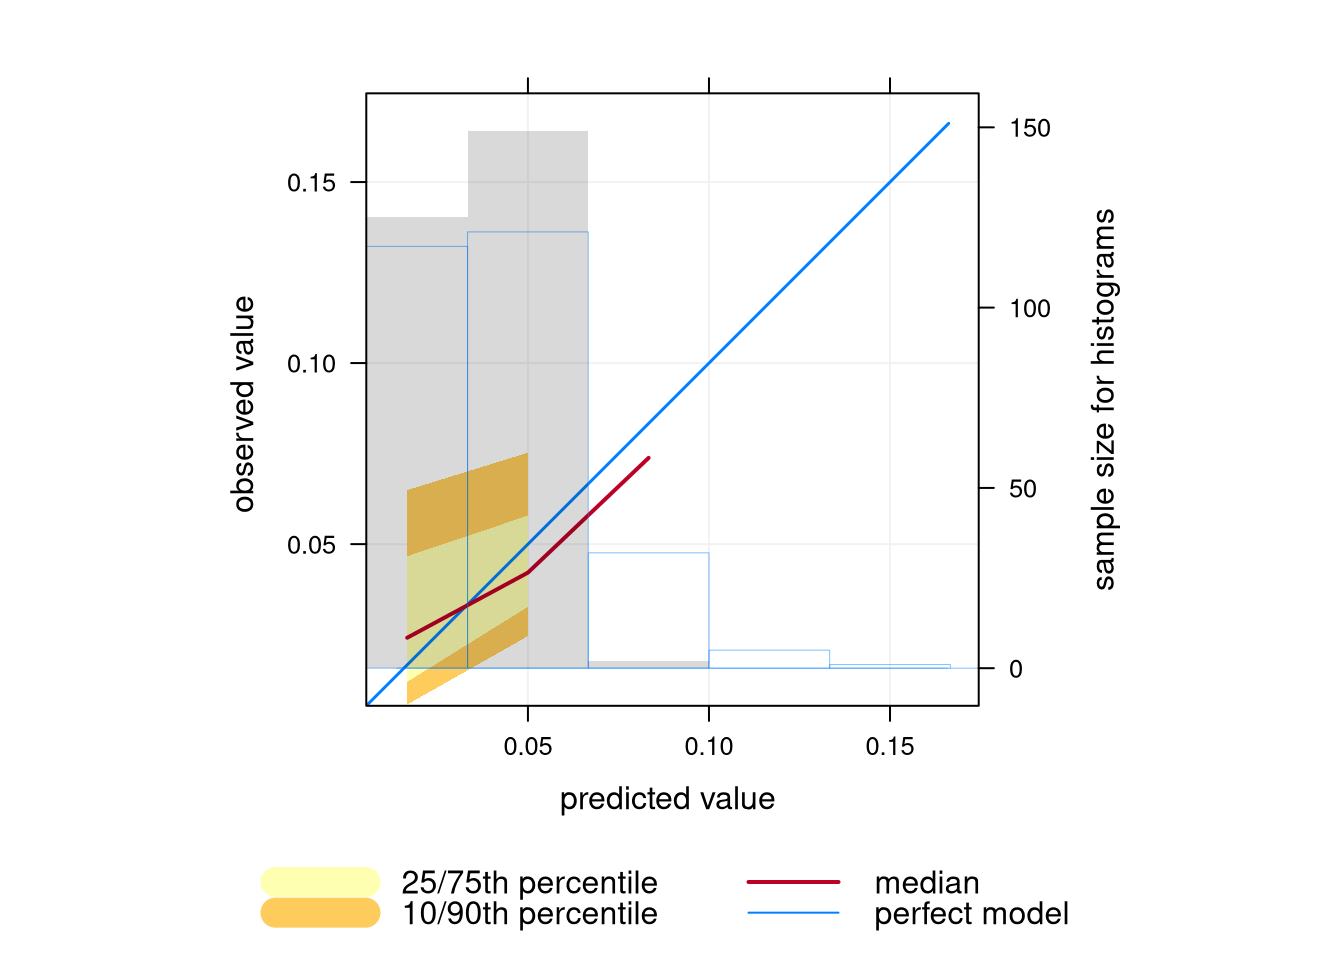 0.15
0.10
0.05
observed value
150
100
50
0
sample size for histograms
0.05
0.10
0.15
predicted value
25/75th percentile
10/90th percentile
median
perfect model